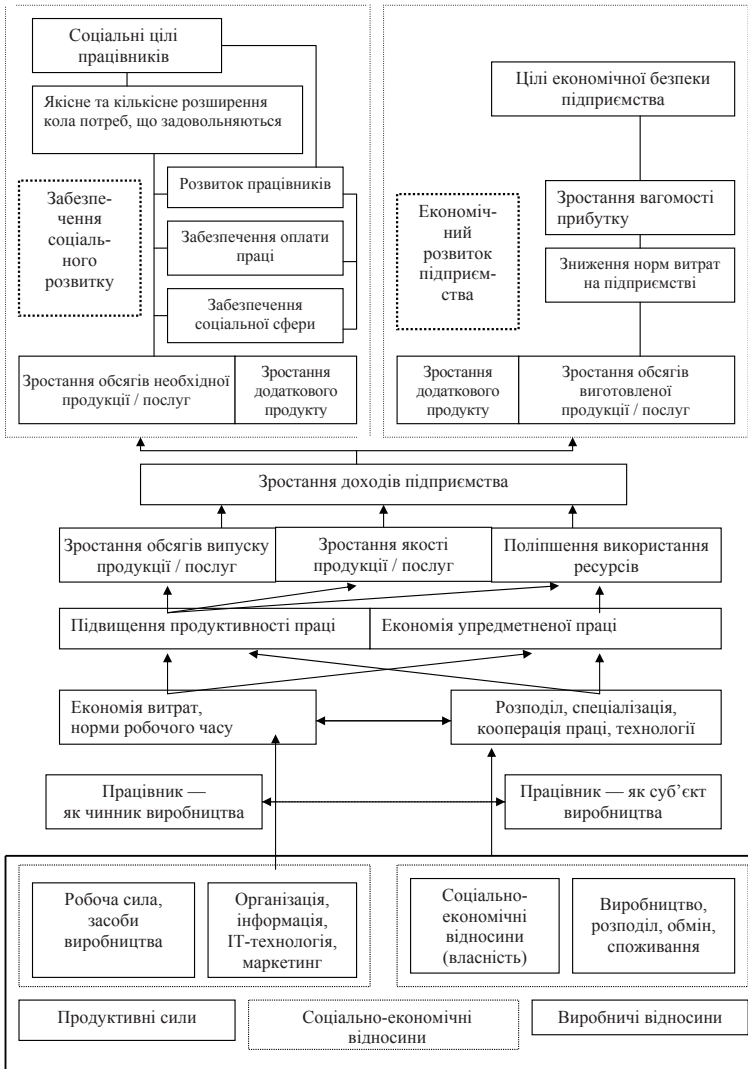 Соціальні цілі
працівників
Якісне та кількісне розширення
кола потреб, що задовольняються
Забезпе-
чення
соціаль-
ного
розвитку
Розвиток працівників
Забезпечення оплати
праці
Забезпечення
соціальної сфери
Зростання обсягів необхідної
продукції / послуг
Зростання
додаткового
продукту
Цілі економічної безпеки
підприємства
Економіч-
ний
розвиток
підприєм-
ства
Зростання вагомості
прибутку
Зниження норм витрат
на підприємстві
Зростання
додаткового
продукту
Зростання обсягів
виготовленої
продукції / послуг
Зростання доходів підприємства
Зростання обсягів випуску
продукції / послуг
Зростання якості
продукції / послуг
Поліпшення використання
ресурсів
Підвищення продуктивності праці
Економія упредметненої праці
Економія витрат,
норми робочого часу
Розподіл, спеціалізація,
кооперація праці, технології
Працівник —
як чинник виробництва
Працівник — як суб’єкт
виробництва
Робоча сила,
засоби
виробництва
Організація,
інформація,
ІТ-технологія,
маркетинг
Соціально-
економічні
відносини
(власність)
Виробництво,
розподіл, обмін,
споживання
Продуктивні сили
Соціально-економічні
відносини
Виробничі відносини